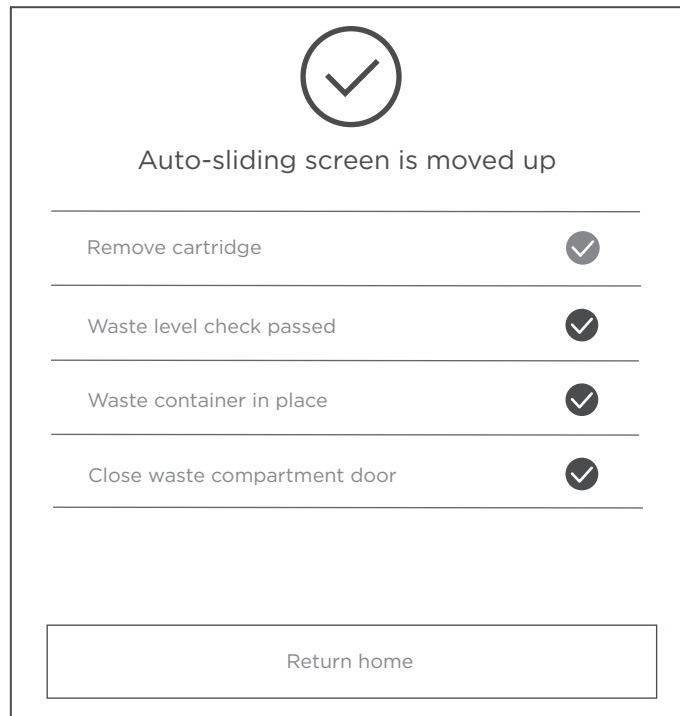 Auto-sliding screen is moved up
Remove cartridge
Waste level check passed
Waste container in place
Close waste compartment door
Return home